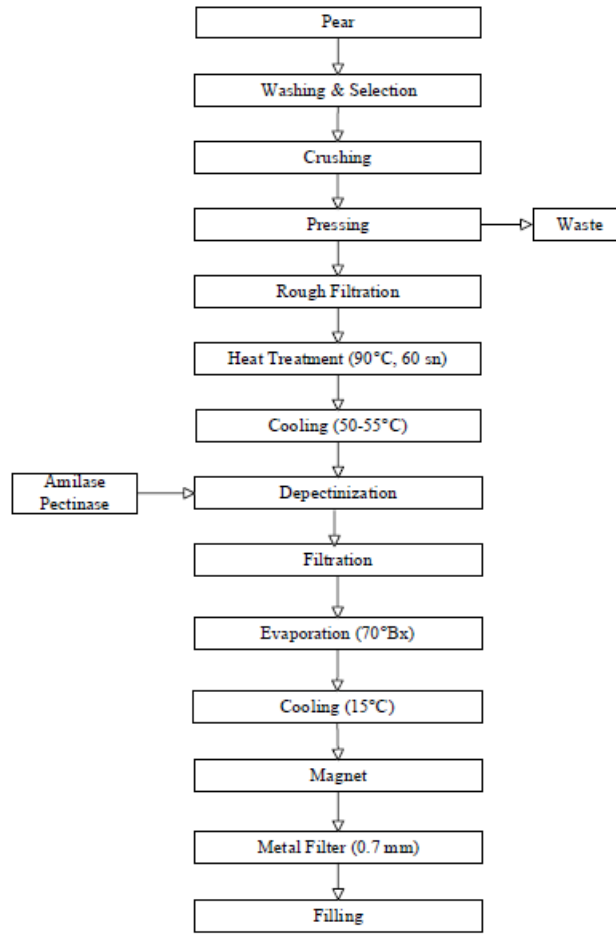 Pear
Washing & Selection
Crushing
Pressing
Waste
Rough Filtration
Heat Treatment (90°C, 60 sn)
Cooling (50-55°C)
Amilase
Pectinase
Depectinization
Filtration
Evaporation (70°Bx)
Cooling (15°C)
Magnet
Metal Filter (0.7 mm)
Filling